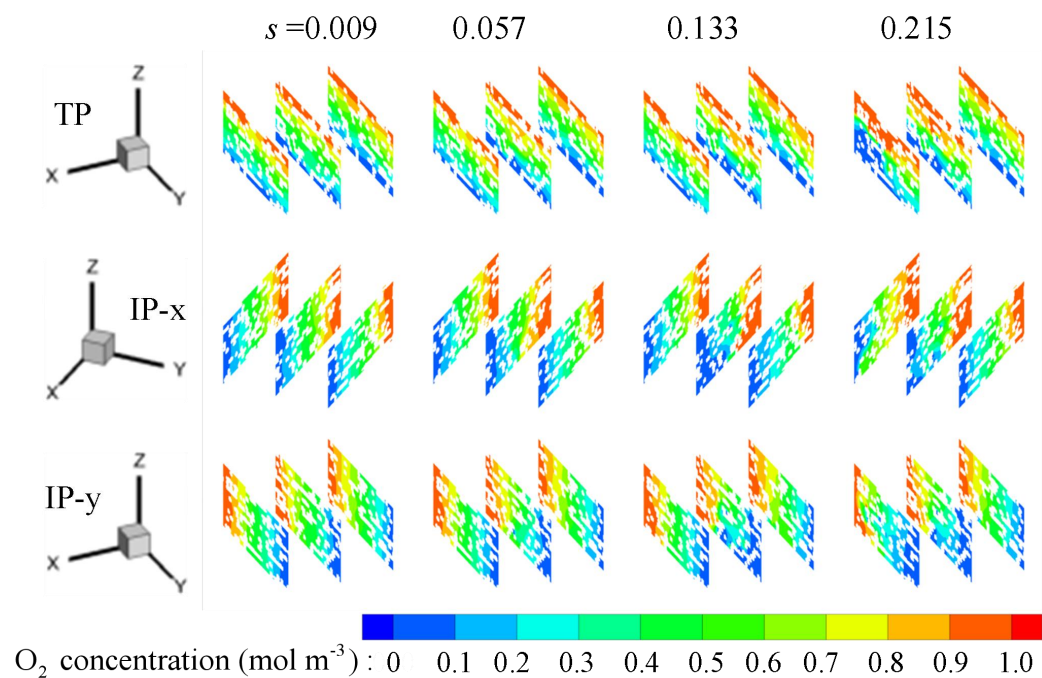 s =0.009 0.057 0.133 0.215
TP
Z
X
Y
IP-x
Z
X
Y
IP-y
Z
X
Y
O2 concentration (mol m-3) : 0 0.1 0.2 0.3 0.4 0.5 0.6 0.7 0.8 0.9 1.0